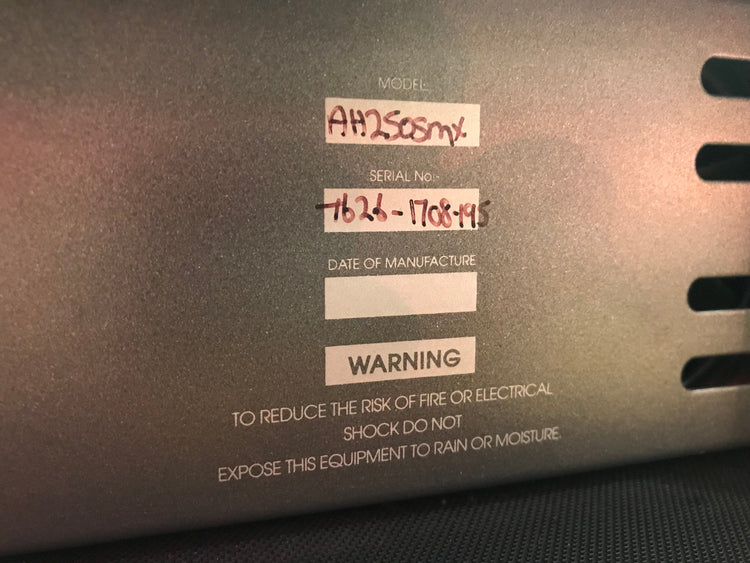 MODEL:-
AH250smx
SERIAL No:-
7626-1708-195
DATE OF MANUFACTURE
WARNING
TO REDUCE THE RISK OF FIRE OR ELECTRICAL
SHOCK DO NOT
EXPOSE THIS EQUIPMENT TO RAIN OR MOISTURE.